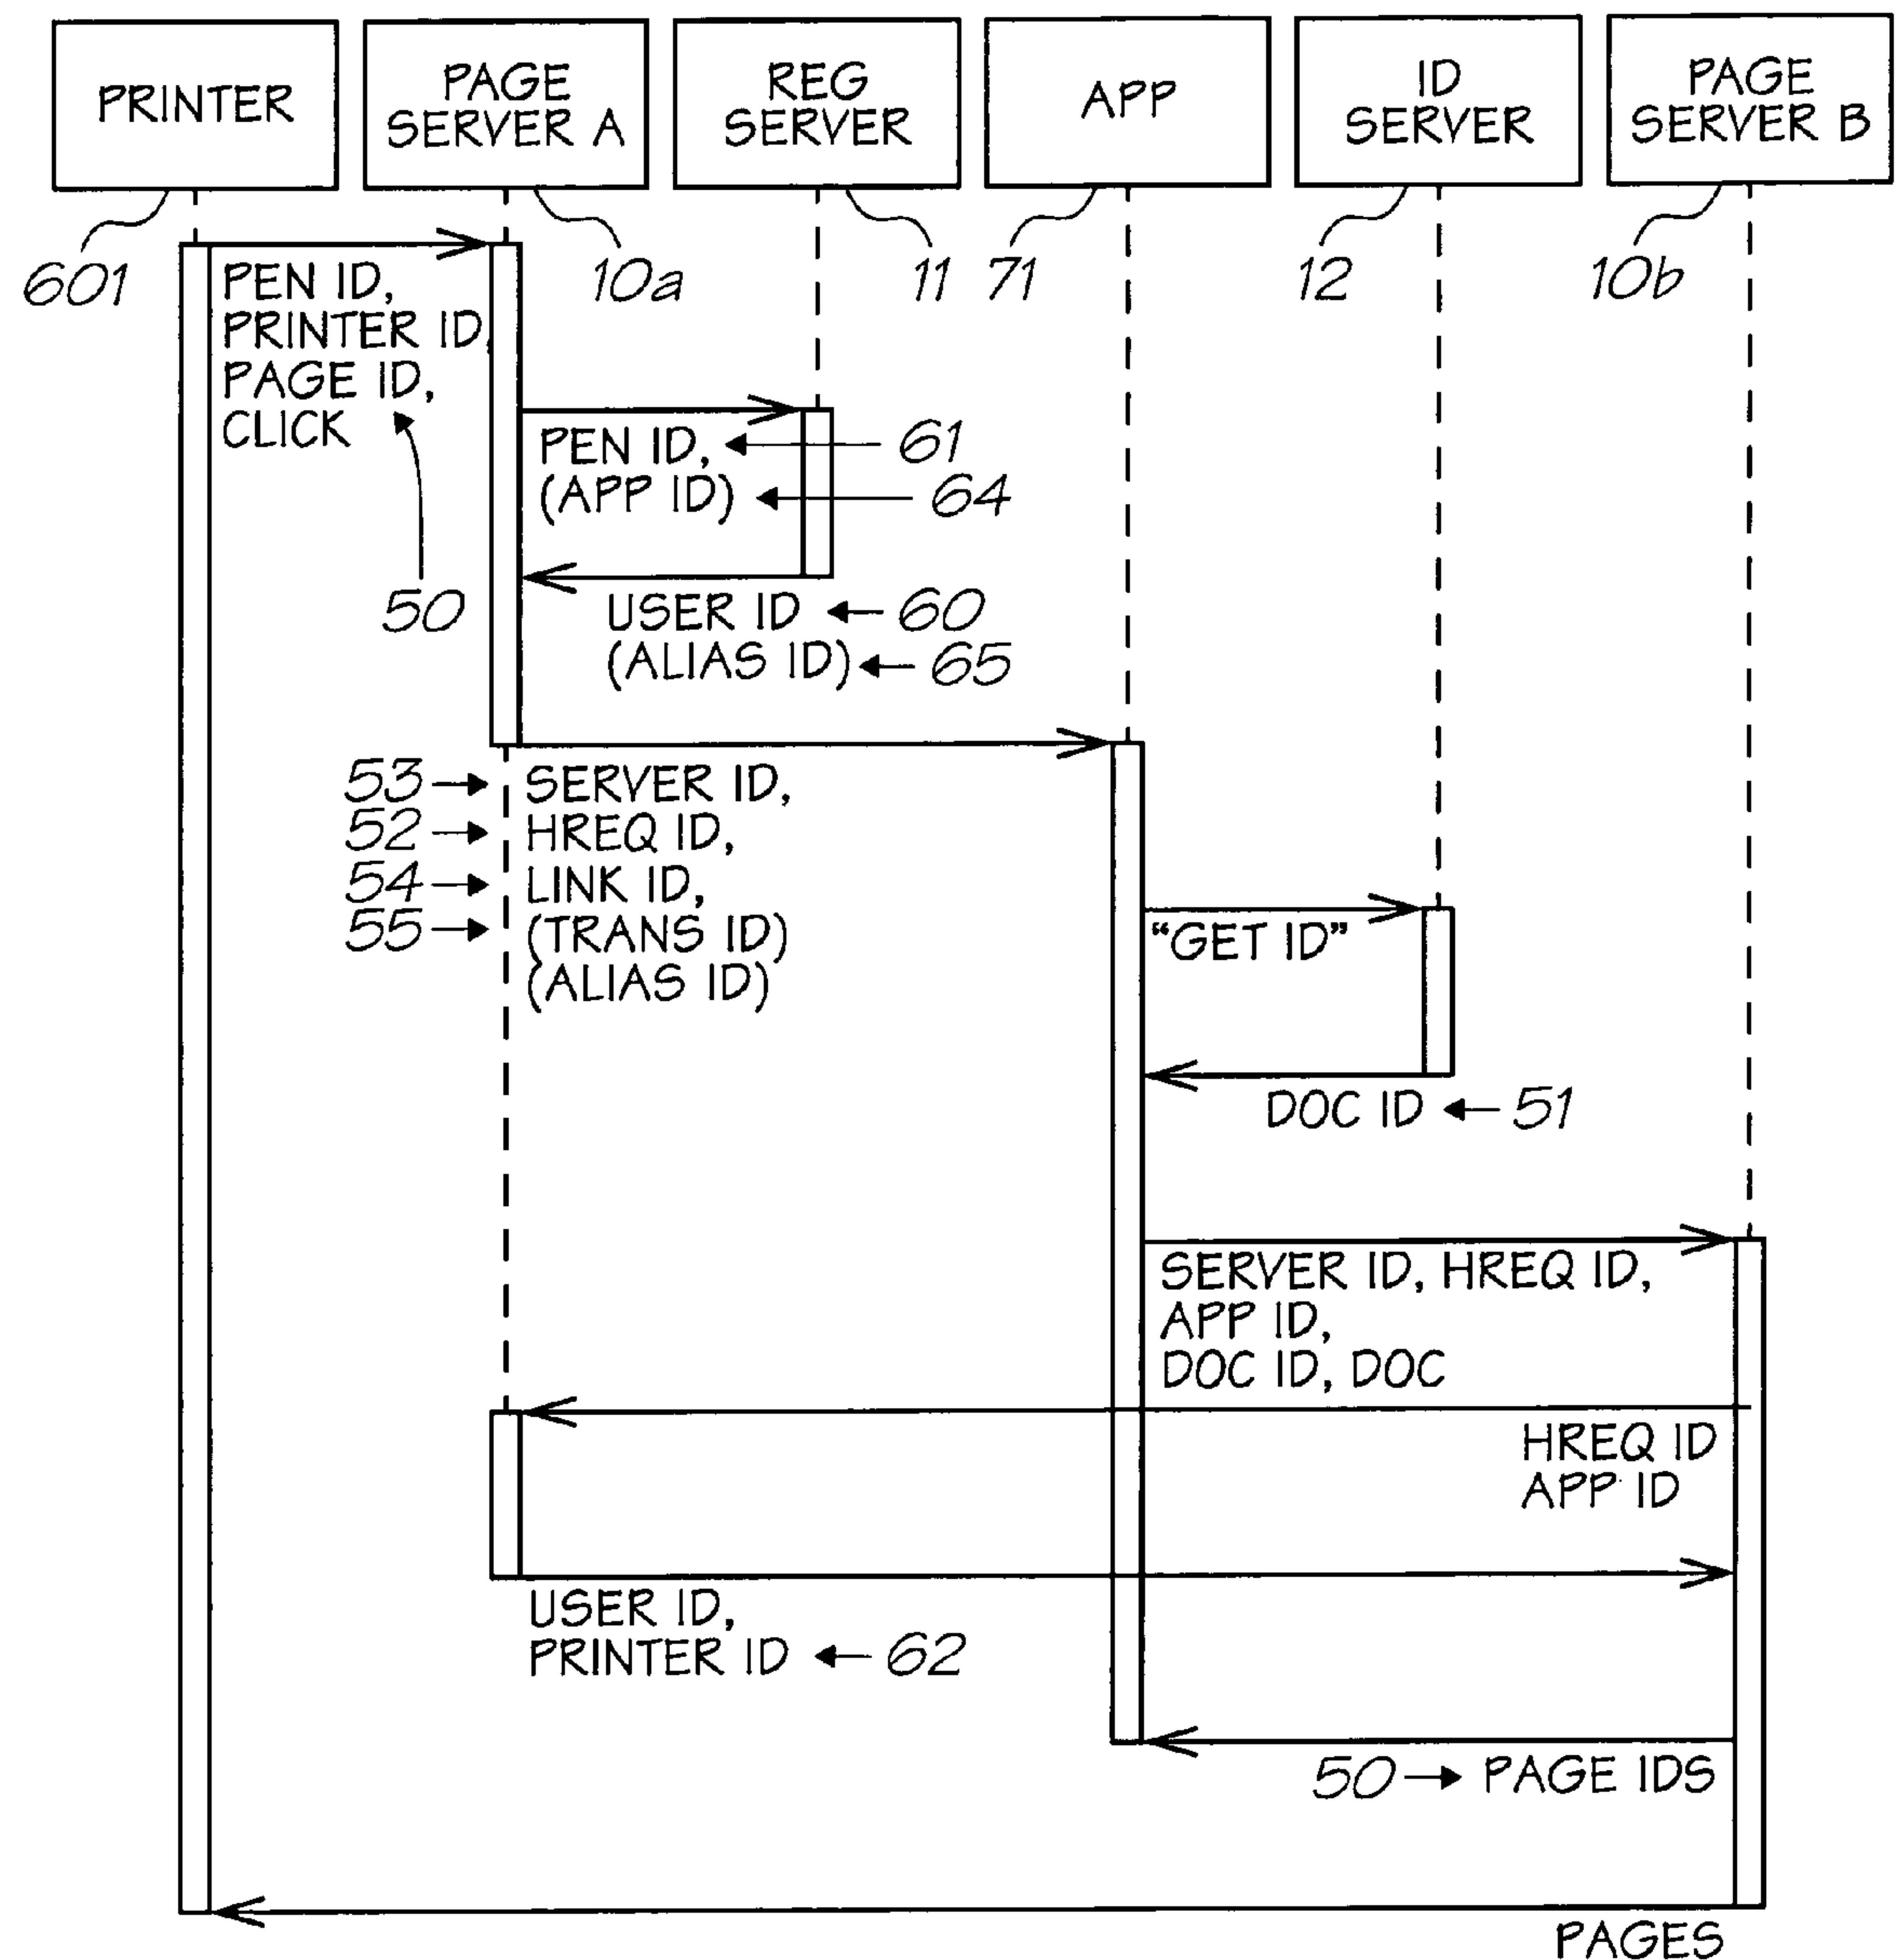 PRINTER
PAGE
SERVER A
REG
SERVER
APP
ID
SERVER
PAGE
SERVER B
601
10a
11
71
12
10b
PEN ID,
PRINTER ID,
PAGE ID,
CLICK
50
PEN ID,
61
(APP ID)
64
USER ID
60
(ALIAS ID)
65
53
SERVER ID,
52
HREQ ID,
54
LINK ID,
55
(TRANS ID)
(ALIAS ID)
“GET ID”
DOC ID
51
SERVER ID, HREQ ID,
APP ID,
DOC ID, DOC
HREQ ID
APP ID
USER ID,
PRINTER ID
62
50
PAGE IDS
PAGES